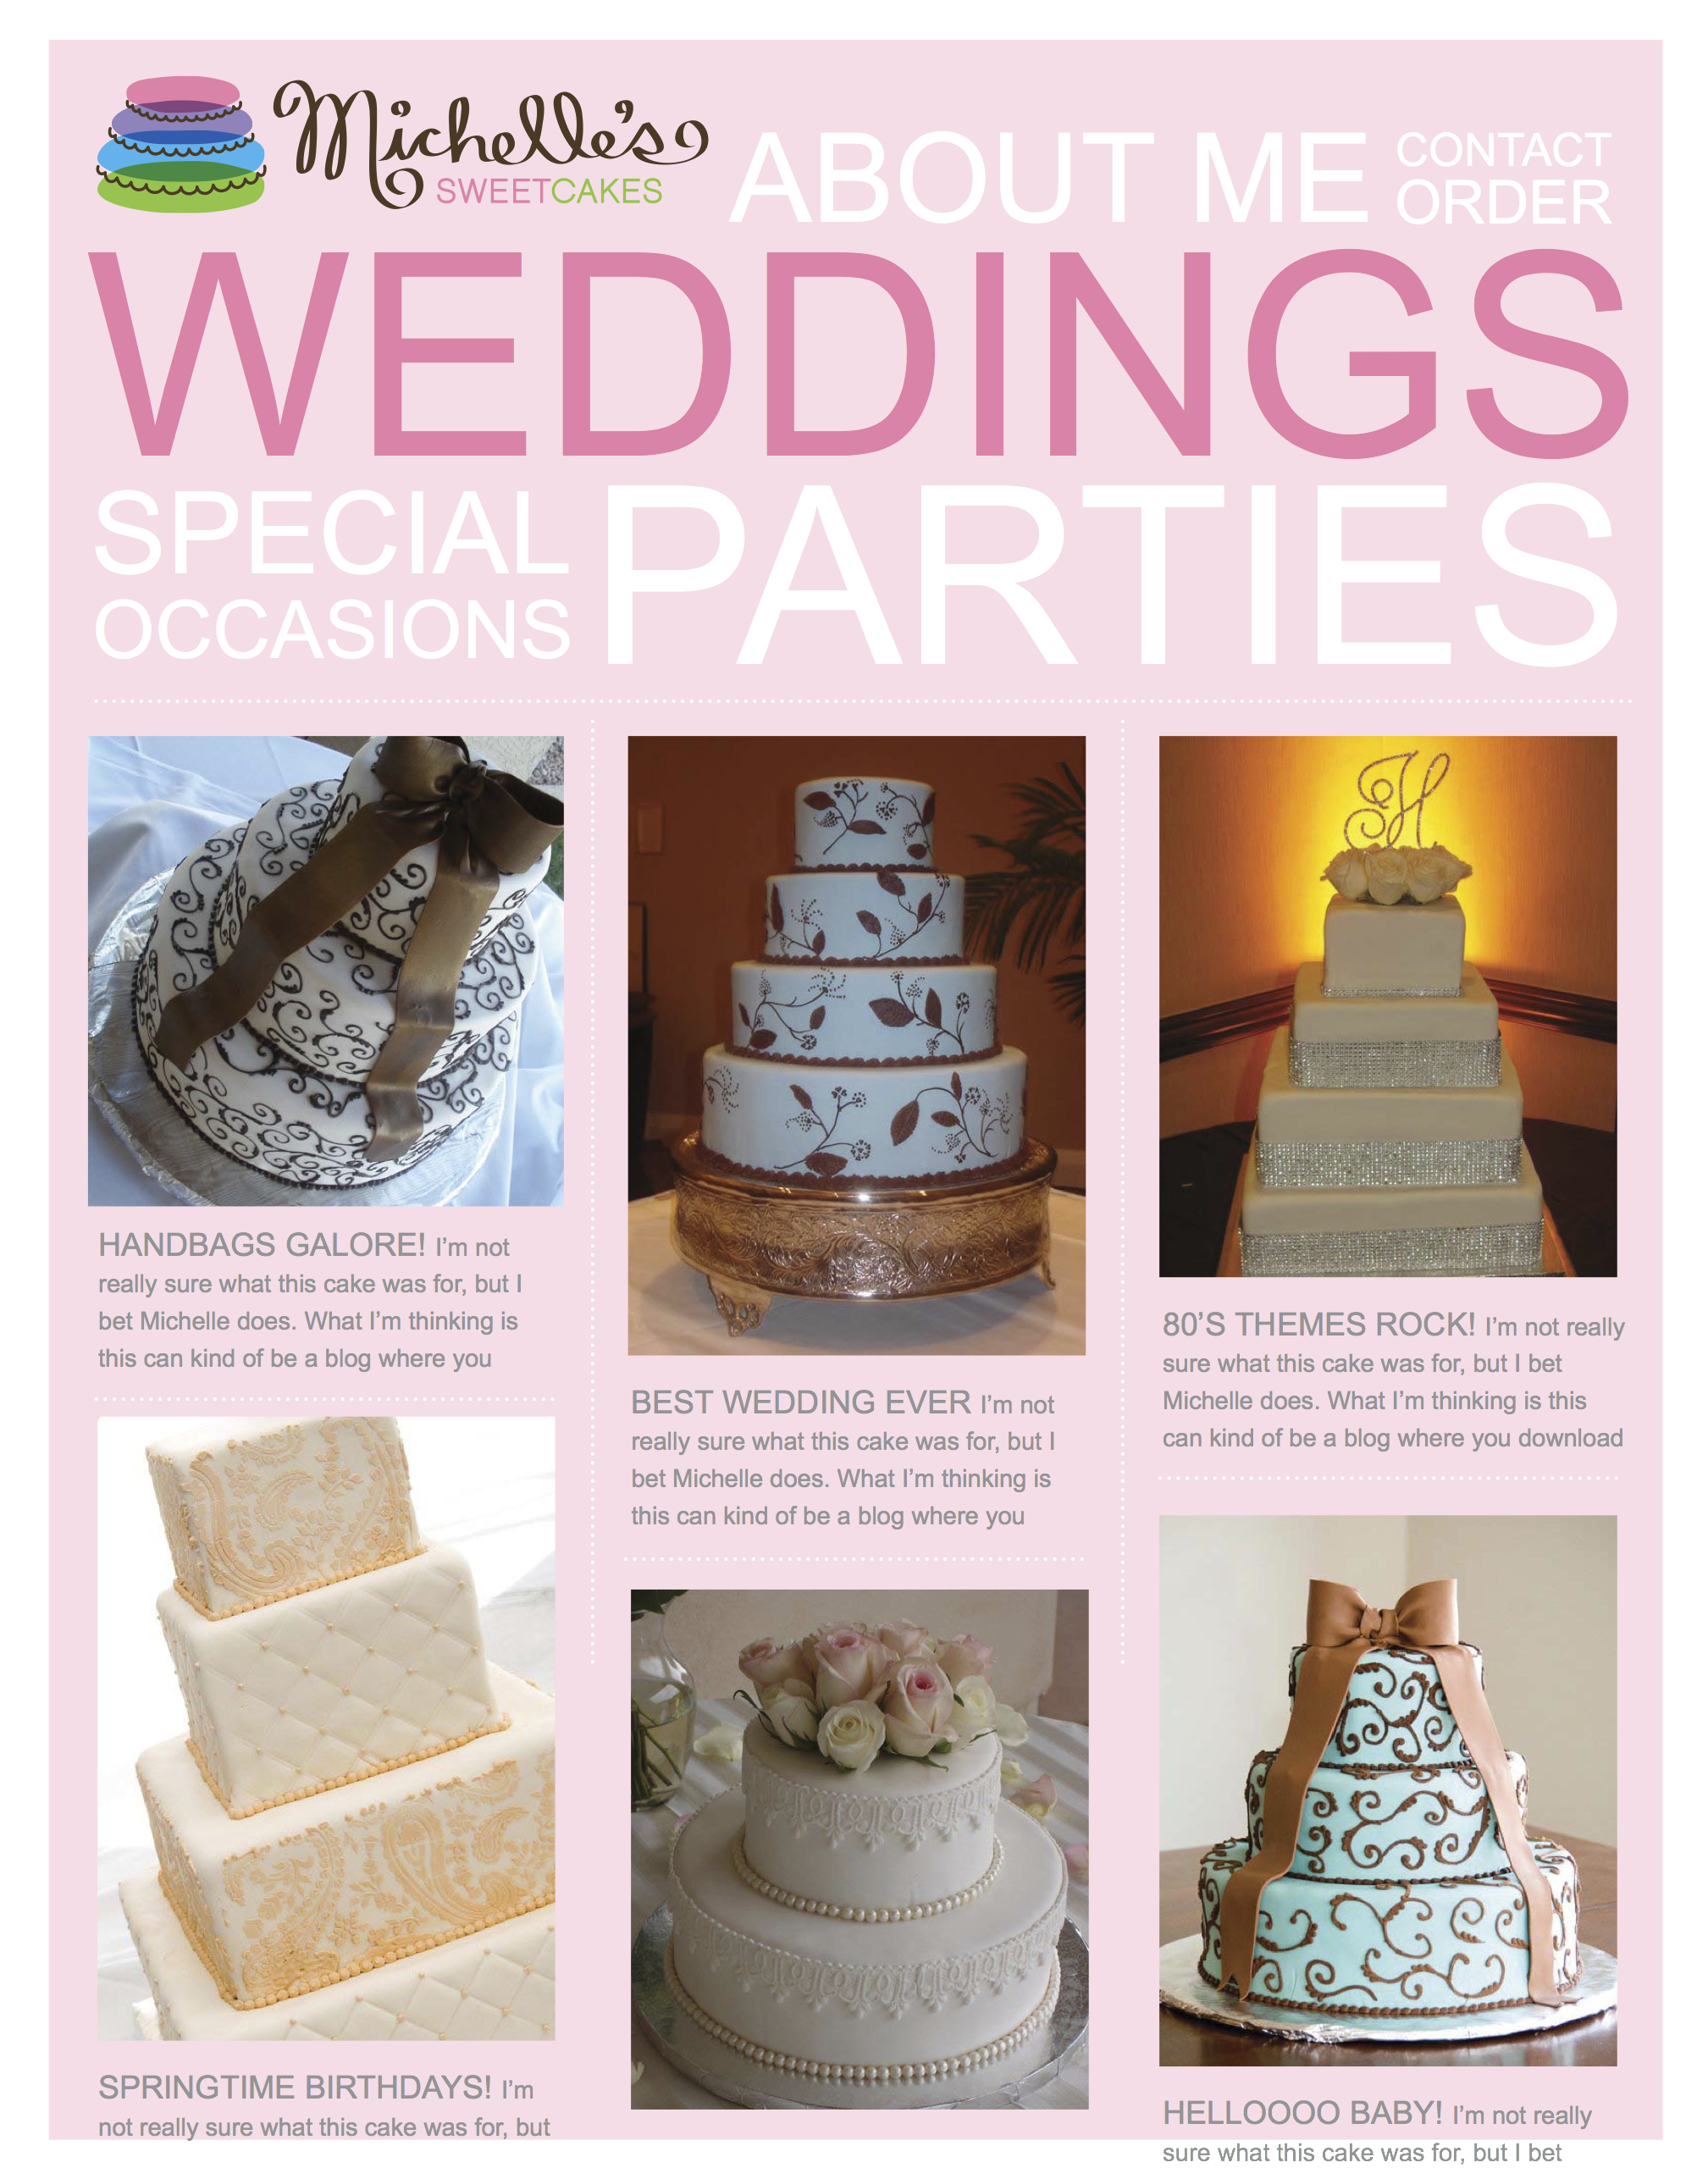 Michelle's
SWEETCAKES
ABOUT ME
CONTACT
ORDER
WEDDINGS
SPECIAL
OCCASIONS
PARTIES
HANDBAGS GALORE! I'm not
really sure what this cake was for, but I
bet Michelle does. What I'm thinking is
this can kind of be a blog where you
SPRINGTIME BIRTHDAYS! I'm
not really sure what this cake was for, but
BEST WEDDING EVER I'm not
really sure what this cake was for, but I
bet Michelle does. What I'm thinking is
this can kind of be a blog where you
H
80'S THEMES ROCK! I'm not really
sure what this cake was for, but I bet
Michelle does. What I'm thinking is this
can kind of be a blog where you download
HELLOOOO BABY! I'm not really
sure what this cake was for, but I bet